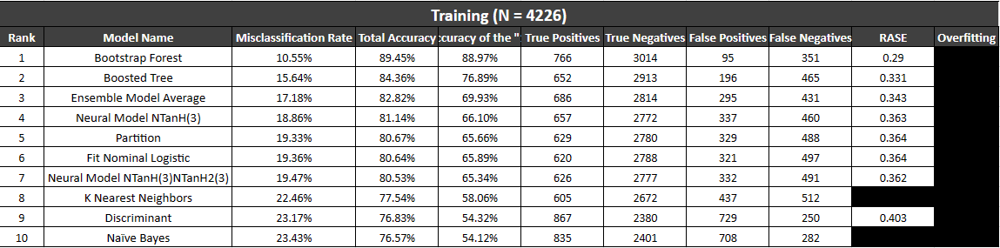 Training (N = 4226)
Rank Model Name Misclassification Rate Total Accuracy ccuracy of the " True Positives True Negatives False Positives False Negatives RASE Overfitting
1 Bootstrap Forest 10.55% 89.45% 88.97% 766 3014 95 351 0.29
2 Boosted Tree 15.64% 84.36% 76.89% 652 2913 196 465 0.331
3 Ensemble Model Average 17.18% 82.82% 69.93% 686 2814 295 431 0.343
4 Neural Model NTanH(3) 18.86% 81.14% 66.10% 657 2772 337 460 0.363
5 Partition 19.33% 80.67% 65.66% 629 2780 329 488 0.364
6 Fit Nominal Logistic 19.36% 80.64% 65.89% 620 2788 321 497 0.364
7 Neural Model NTanH(3)NTanH2(3) 19.47% 80.53% 65.34% 626 2777 332 491 0.362
8 K Nearest Neighbors 22.46% 77.54% 58.06% 605 2672 437 512
9 Discriminant 23.17% 76.83% 54.32% 867 2380 729 250 0.403
10 Naïve Bayes 23.43% 76.57% 54.12% 835 2401 708 282